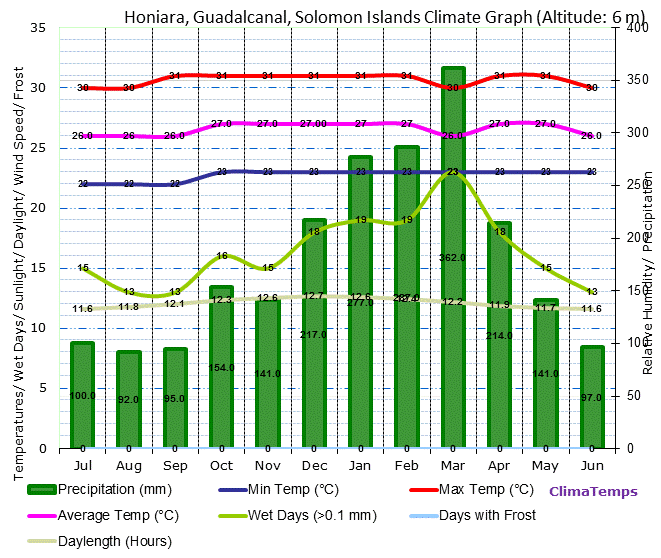 Honiara, Guadalcanal, Solomon Islands Climate Graph (Altitude: 6 m)
Temperatures/ Wet Days/ Sunlight/ Daylight/ Wind Speed/ Frost
35
30
25
20
15
10
5
0
400
350
300
250
200
150
100
50
0
Relative Humidity/ Precipitation
30 30 31 31 31 31 31 31 30 31 31 30
26.0 26 26.0 27.0 27.0 27.00 27 27 26.0 27.0 27.0 26.0
22 22 22 23 23 23 23 23 23 23 23 23
15 13 13 16 15 18 19 19 23 18 15 13
11.6 11.8 12.1 12.3 12.6 12.7 12.6 12.2 11.9 11.7 11.6
100.0 92.0 95.0 154.0 141.0 217.0 277.0 287.0 362.0 214.0 141.0 97.0
0 0 0 0 0 0 0 0 0 0 0 0
Jul Aug Sep Oct Nov Dec Jan Feb Mar Apr May Jun
Precipitation (mm) Min Temp (°C) Max Temp (°C) ClimaTemps
Average Temp (°C) Wet Days (>0.1 mm) Days with Frost
Daylength (Hours)